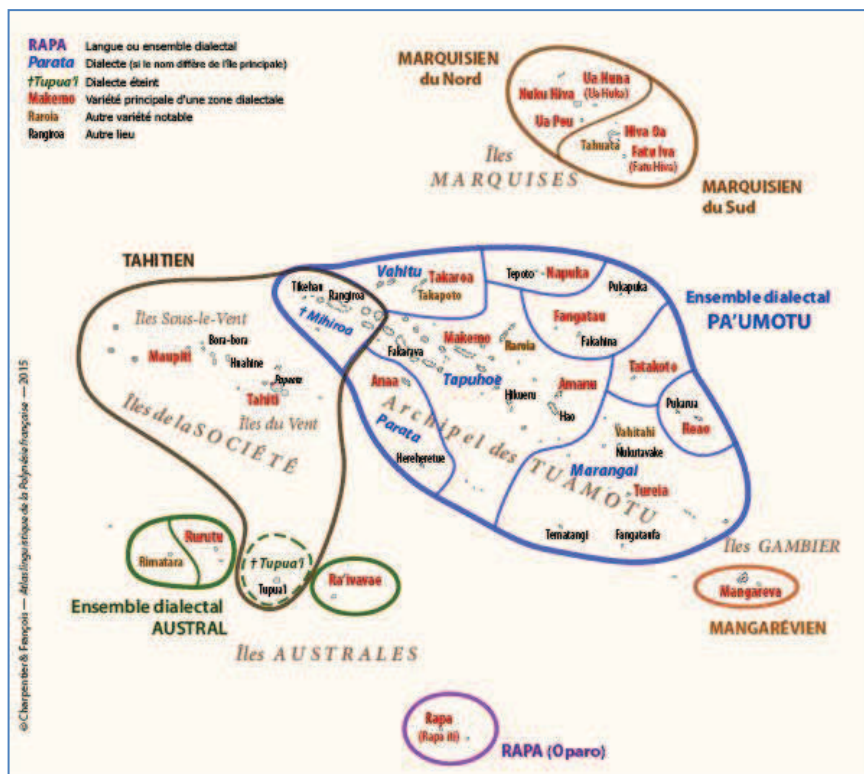 RAPA Langue ou ensemble dialectal
Parata Dialecte (si le nom diffère de l'île principale)
†Tupua'i Dialecte éteint
Makemo Variété principale d'une zone dialectale
Raroia Autre variété notable
Rangiroa Autre lieu
MARQUISIEN
du Nord
Ua Huna
(Ua Huka)
Nuku Hiva
Ua Pou
Hiva Oa
Tahuata
Fatu Iva
(Fatu Hiva)
Îles
MARQUISES
MARQUISIEN
du Sud
TAHITIEN
Vahitu
Takaroa
Takapoto
Tepoto
Napuka
Pukapuka
Tikehau
Rangiroa
† Mihiroa
Ensemble dialectal
PA'UMOTU
Îles Sous-le-Vent
Bora-bora
Maupiti
Huahine
Papeete
Tahiti
Îles du Vent
Îles de la SOCIÉTÉ
Fangatau
Fakahina
Makemo
Raroia
Fakarava
Tapuhoe
Tatakoto
Anaa
Hikueru
Amanu
Hao
Pukarua
Reao
Parata
Hereheretue
Archipel des TUAMOTU
Vahitahi
Nukutavake
Marangai
Tureia
Tematangi
Fangataufa
Îles GAMBIER
Mangareva
MANGARÉVIEN
Rurutu
Rimatara
† Tupua'i
Tupua'i
Ra'ivavae
Ensemble dialectal
AUSTRAL
Îles AUSTRALES
Rapa
(Rapa iti)
RAPA (Oparo)
© Charpentier & François — Atlas linguistique de la Polynésie française — 2015